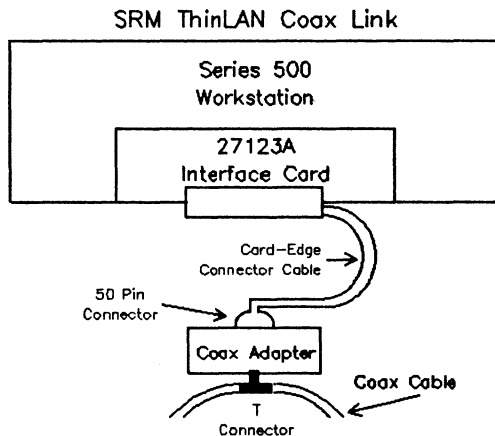 SRM ThinLAN Coax Link
Series 500
Workstation
27123A
Interface Card
Card-Edge
Connector Cable
50 Pin
Connector
Coax Adapter
Coax Cable
T
Connector